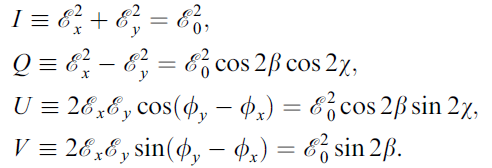 I ≡ ℰ_x^2 + ℰ_y^2 = ℰ_0^2,
Q ≡ ℰ_x^2 − ℰ_y^2 = ℰ_0^2 cos 2β cos 2χ,
U ≡ 2ℰ_xℰ_y cos(ϕ_y − ϕ_x) = ℰ_0^2 cos 2β sin 2χ,
V ≡ 2ℰ_xℰ_y sin(ϕ_y − ϕ_x) = ℰ_0^2 sin 2β.